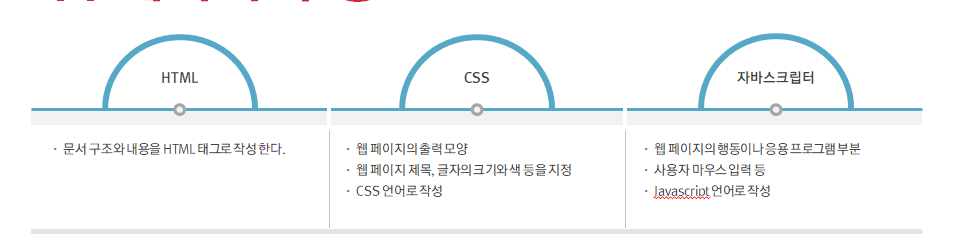 HTML
CSS
자바스크립터
· 문서 구조와 내용을 HTML 태그로 작성한다.
· 웹 페이지의 출력 모양
· 웹 페이지 제목, 글자의 크기와 색 등을 지정
· CSS 언어로 작성
· 웹 페이지의 행동이나 응용 프로그램 부분
· 사용자 마우스 입력 등
· Javascript 언어로 작성